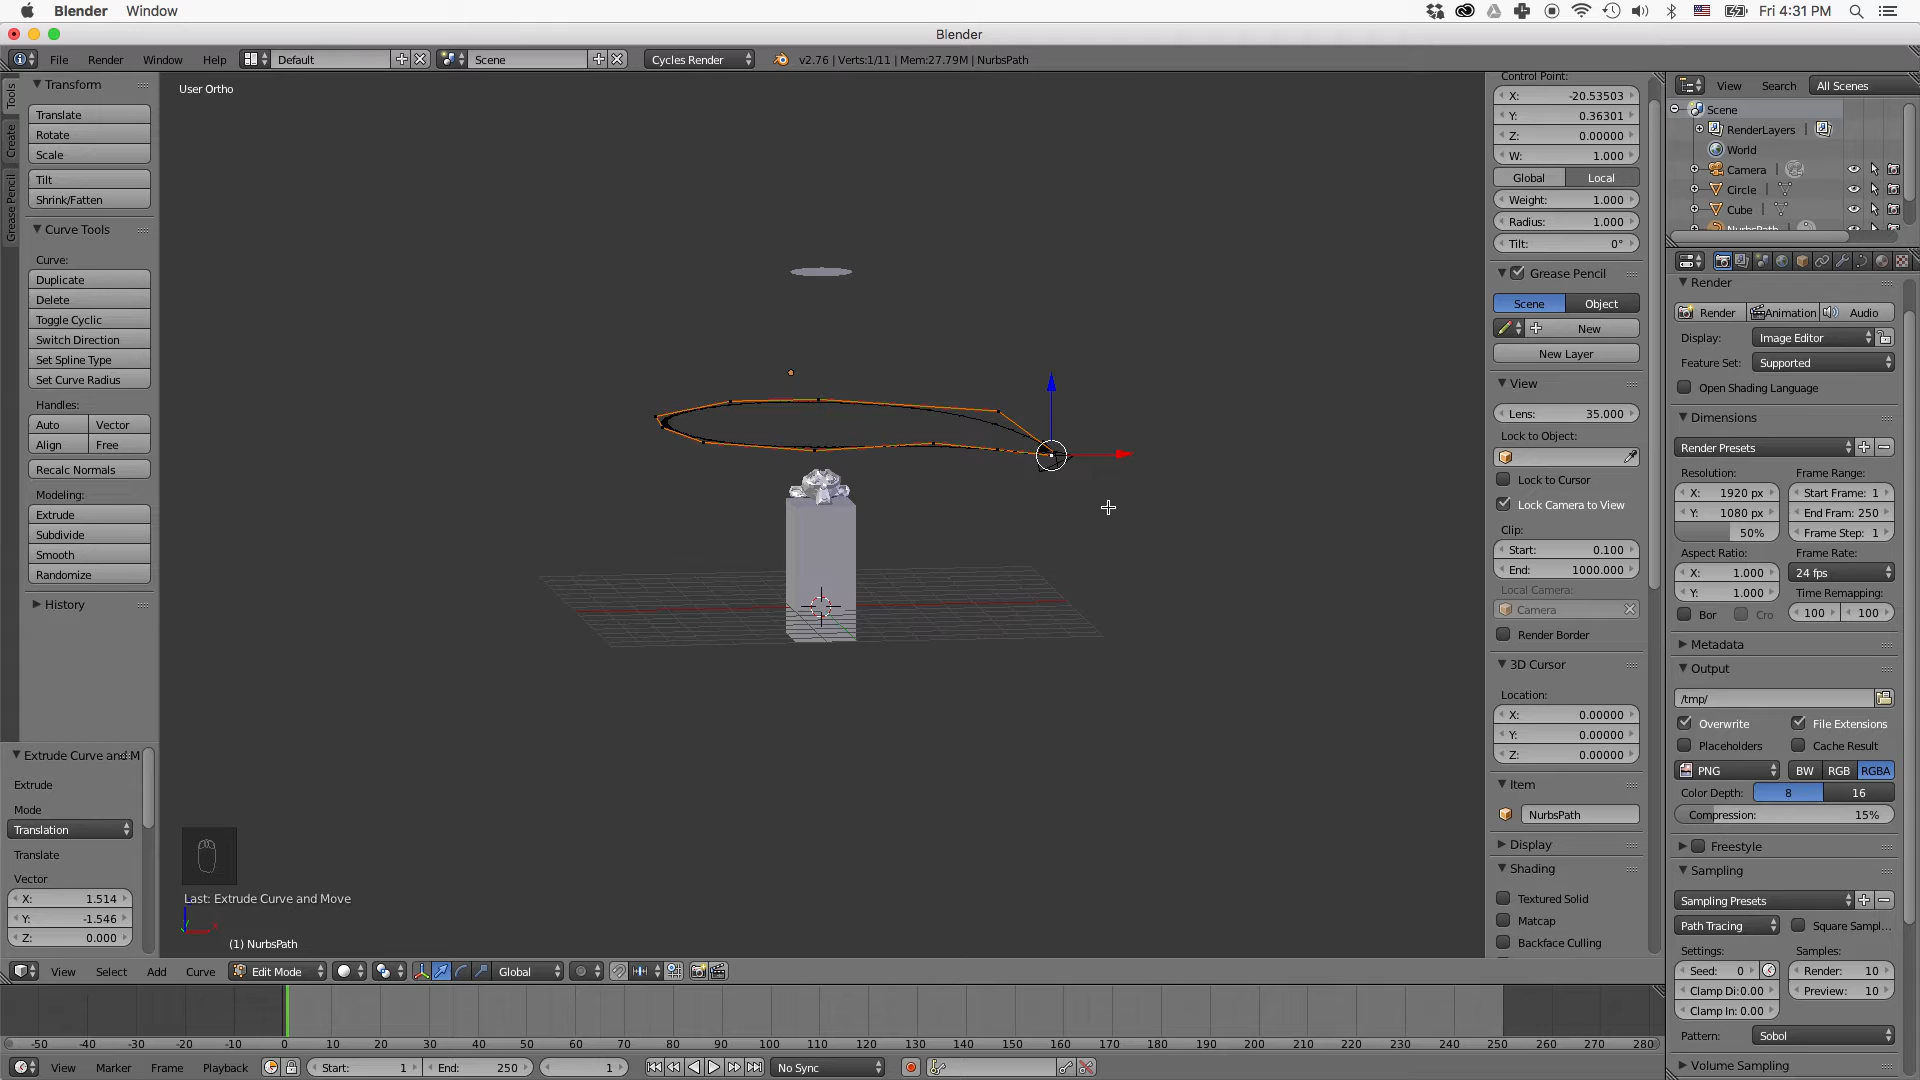 Blender Window Fri 4:31 PM
Blender
File Render Window Help Default Scene Cycles Render v2.76 | Verts:1/11 | Mem:27.79M | NurbsPath
Tools
Create
Grease Pencil
Transform
Translate
Rotate
Scale
Tilt
Shrink/Fatten
Curve Tools
Curve:
Duplicate
Delete
Toggle Cyclic
Switch Direction
Set Spline Type
Set Curve Radius
Handles:
Auto Vector
Align Free
Recalc Normals
Modeling:
Extrude
Subdivide
Smooth
Randomize
History
Extrude Curve and M
Extrude
Mode
Translation
Translate
Vector
X: 1.514
Y: -1.546
Z: 0.000
User Ortho
Last: Extrude Curve and Move
(1) NurbsPath
View Select Add Curve Edit Mode Global
Control Point:
X: -20.53503
Y: 0.36301
Z: 0.00000
W: 1.000
Global Local
Weight: 1.000
Radius: 1.000
Tilt: 0°
Grease Pencil
Scene Object
New
New Layer
View
Lens: 35.000
Lock to Object:
Lock to Cursor
Lock Camera to View
Clip:
Start: 0.100
End: 1000.000
Local Camera:
Camera
Render Border
3D Cursor
Location:
X: 0.00000
Y: 0.00000
Z: 0.00000
Item
NurbsPath
Display
Shading
Textured Solid
Matcap
Backface Culling
View Search All Scenes
Scene
RenderLayers
World
Camera
Circle
Cube
NurbsPath
Render
Render Animation Audio
Display: Image Editor
Feature Set: Supported
Open Shading Language
Dimensions
Render Presets
Resolution: Frame Range:
X: 1920 px Start Frame: 1
Y: 1080 px End Fram: 250
50% Frame Step: 1
Aspect Ratio: Frame Rate:
X: 1.000 24 fps
Y: 1.000 Time Remapping:
Bor Cro 100 100
Metadata
Output
/tmp/
Overwrite File Extensions
Placeholders Cache Result
PNG BW RGB RGBA
Color Depth: 8 16
Compression: 15%
Freestyle
Sampling
Sampling Presets
Path Tracing Square Sampl...
Settings: Samples:
Seed: 0 Render: 10
Clamp Di:0.00 Preview: 10
Clamp In: 0.00
Pattern: Sobol
Volume Sampling
-50 -40 -30 -20 -10 0 10 20 30 40 50 60 70 80 90 100 110 120 130 140 150 160 170 180 190 200 210 220 230 240 250 260 270 280
View Marker Frame Playback Start: 1 End: 250 1 No Sync